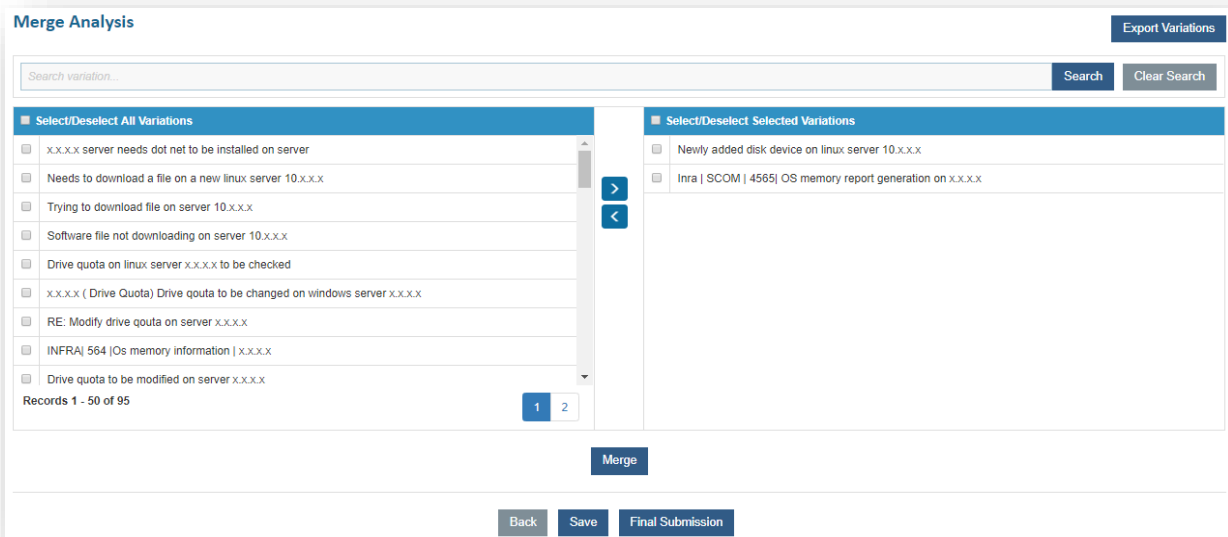 Merge Analysis
Export Variations
Search variation...
Search
Clear Search
Select/Deselect All Variations
x.x.x.x server needs dot net to be installed on server
Needs to download a file on a new linux server 10.x.x.x
Trying to download file on server 10.x.x.x
Software file not downloading on server 10.x.x.x
Drive quota on linux server x.x.x.x to be checked
x.x.x.x ( Drive Quota) Drive qouta to be changed on windows server x.x.x.x
RE: Modify drive qouta on server x.x.x.x
INFRA| 564 |Os memory information | x.x.x.x
Drive quota to be modified on server x.x.x.x
Records 1 - 50 of 95
1 2
Select/Deselect Selected Variations
Newly added disk device on linux server 10.x.x.x
Inra | SCOM | 4565| OS memory report generation on x.x.x.x
Merge
Back Save Final Submission